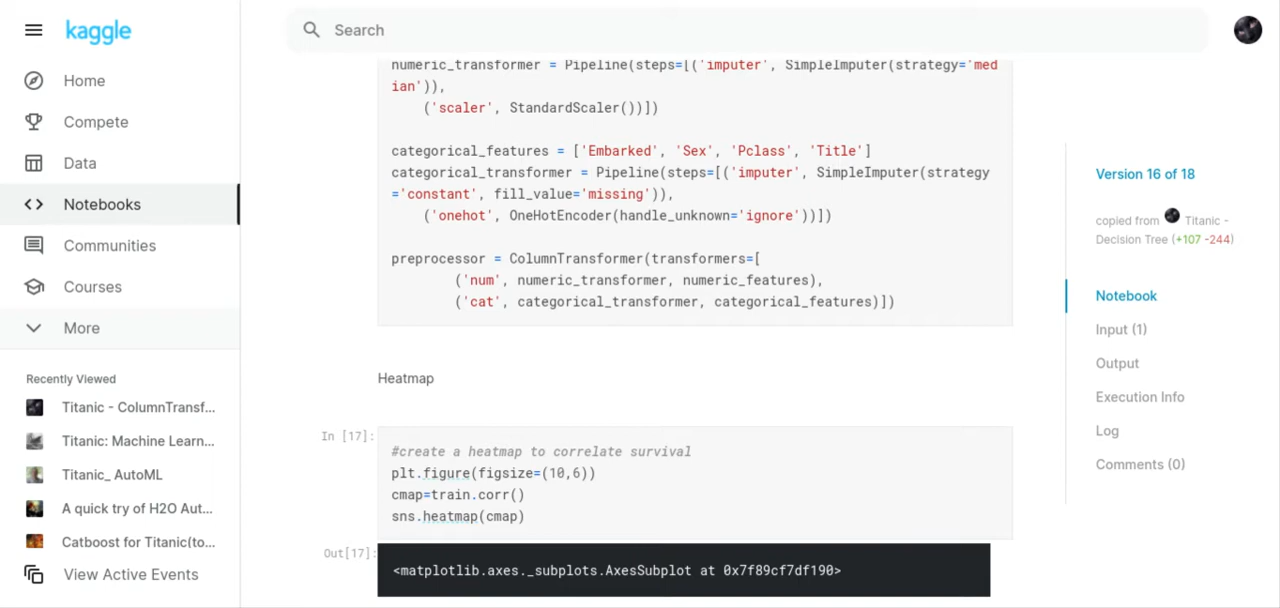 kaggle
Search
Home
Compete
Data
Notebooks
Communities
Courses
More
Recently Viewed
Titanic - ColumnTransf...
Titanic: Machine Learn...
Titanic_ AutoML
A quick try of H2O Aut...
Catboost for Titanic(to...
View Active Events
numeric_transformer = Pipeline(steps=[('imputer', SimpleImputer(strategy='med
ian')),
    ('scaler', StandardScaler())])
categorical_features = ['Embarked', 'Sex', 'Pclass', 'Title']
categorical_transformer = Pipeline(steps=[('imputer', SimpleImputer(strategy
='constant', fill_value='missing')),
    ('onehot', OneHotEncoder(handle_unknown='ignore'))])
preprocessor = ColumnTransformer(transformers=[
        ('num', numeric_transformer, numeric_features),
        ('cat', categorical_transformer, categorical_features)])
Heatmap
In [17]:
#create a heatmap to correlate survival
plt.figure(figsize=(10,6))
cmap=train.corr()
sns.heatmap(cmap)
Out[17]:
<matplotlib.axes._subplots.AxesSubplot at 0x7f89cf7df190>
Version 16 of 18
copied from Titanic -
Decision Tree (+107 -244)
Notebook
Input (1)
Output
Execution Info
Log
Comments (0)